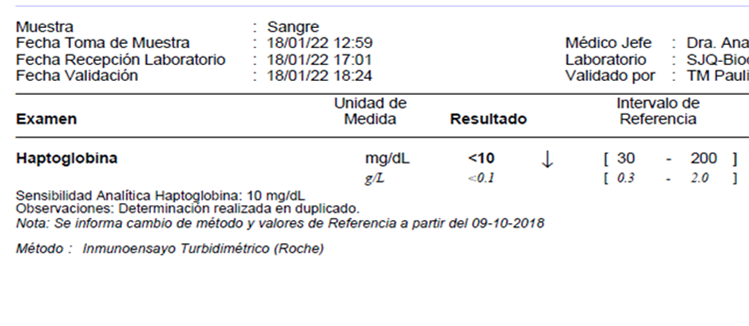 Muestra : Sangre
Fecha Toma de Muestra : 18/01/22 12:59 Médico Jefe : Dra. Ana
Fecha Recepción Laboratorio : 18/01/22 17:01 Laboratorio :
Fecha Validación : 18/01/22 18:24 Validado por : TM
Unidad de Intervalo de
Examen Medida Resultado Referencia
Haptoglobina mg/dL <10 ↓ [ 30 - 200 ]
g/L <0.1 [ 0.3 - 2.0 ]
Sensibilidad Analítica Haptoglobina: 10 mg/dL
Observaciones: Determinación realizada en duplicado.
Nota: Se informa cambio de método y valores de Referencia a partir del 09-10-2018
Método : Inmunoensayo Turbidimétrico (Roche)